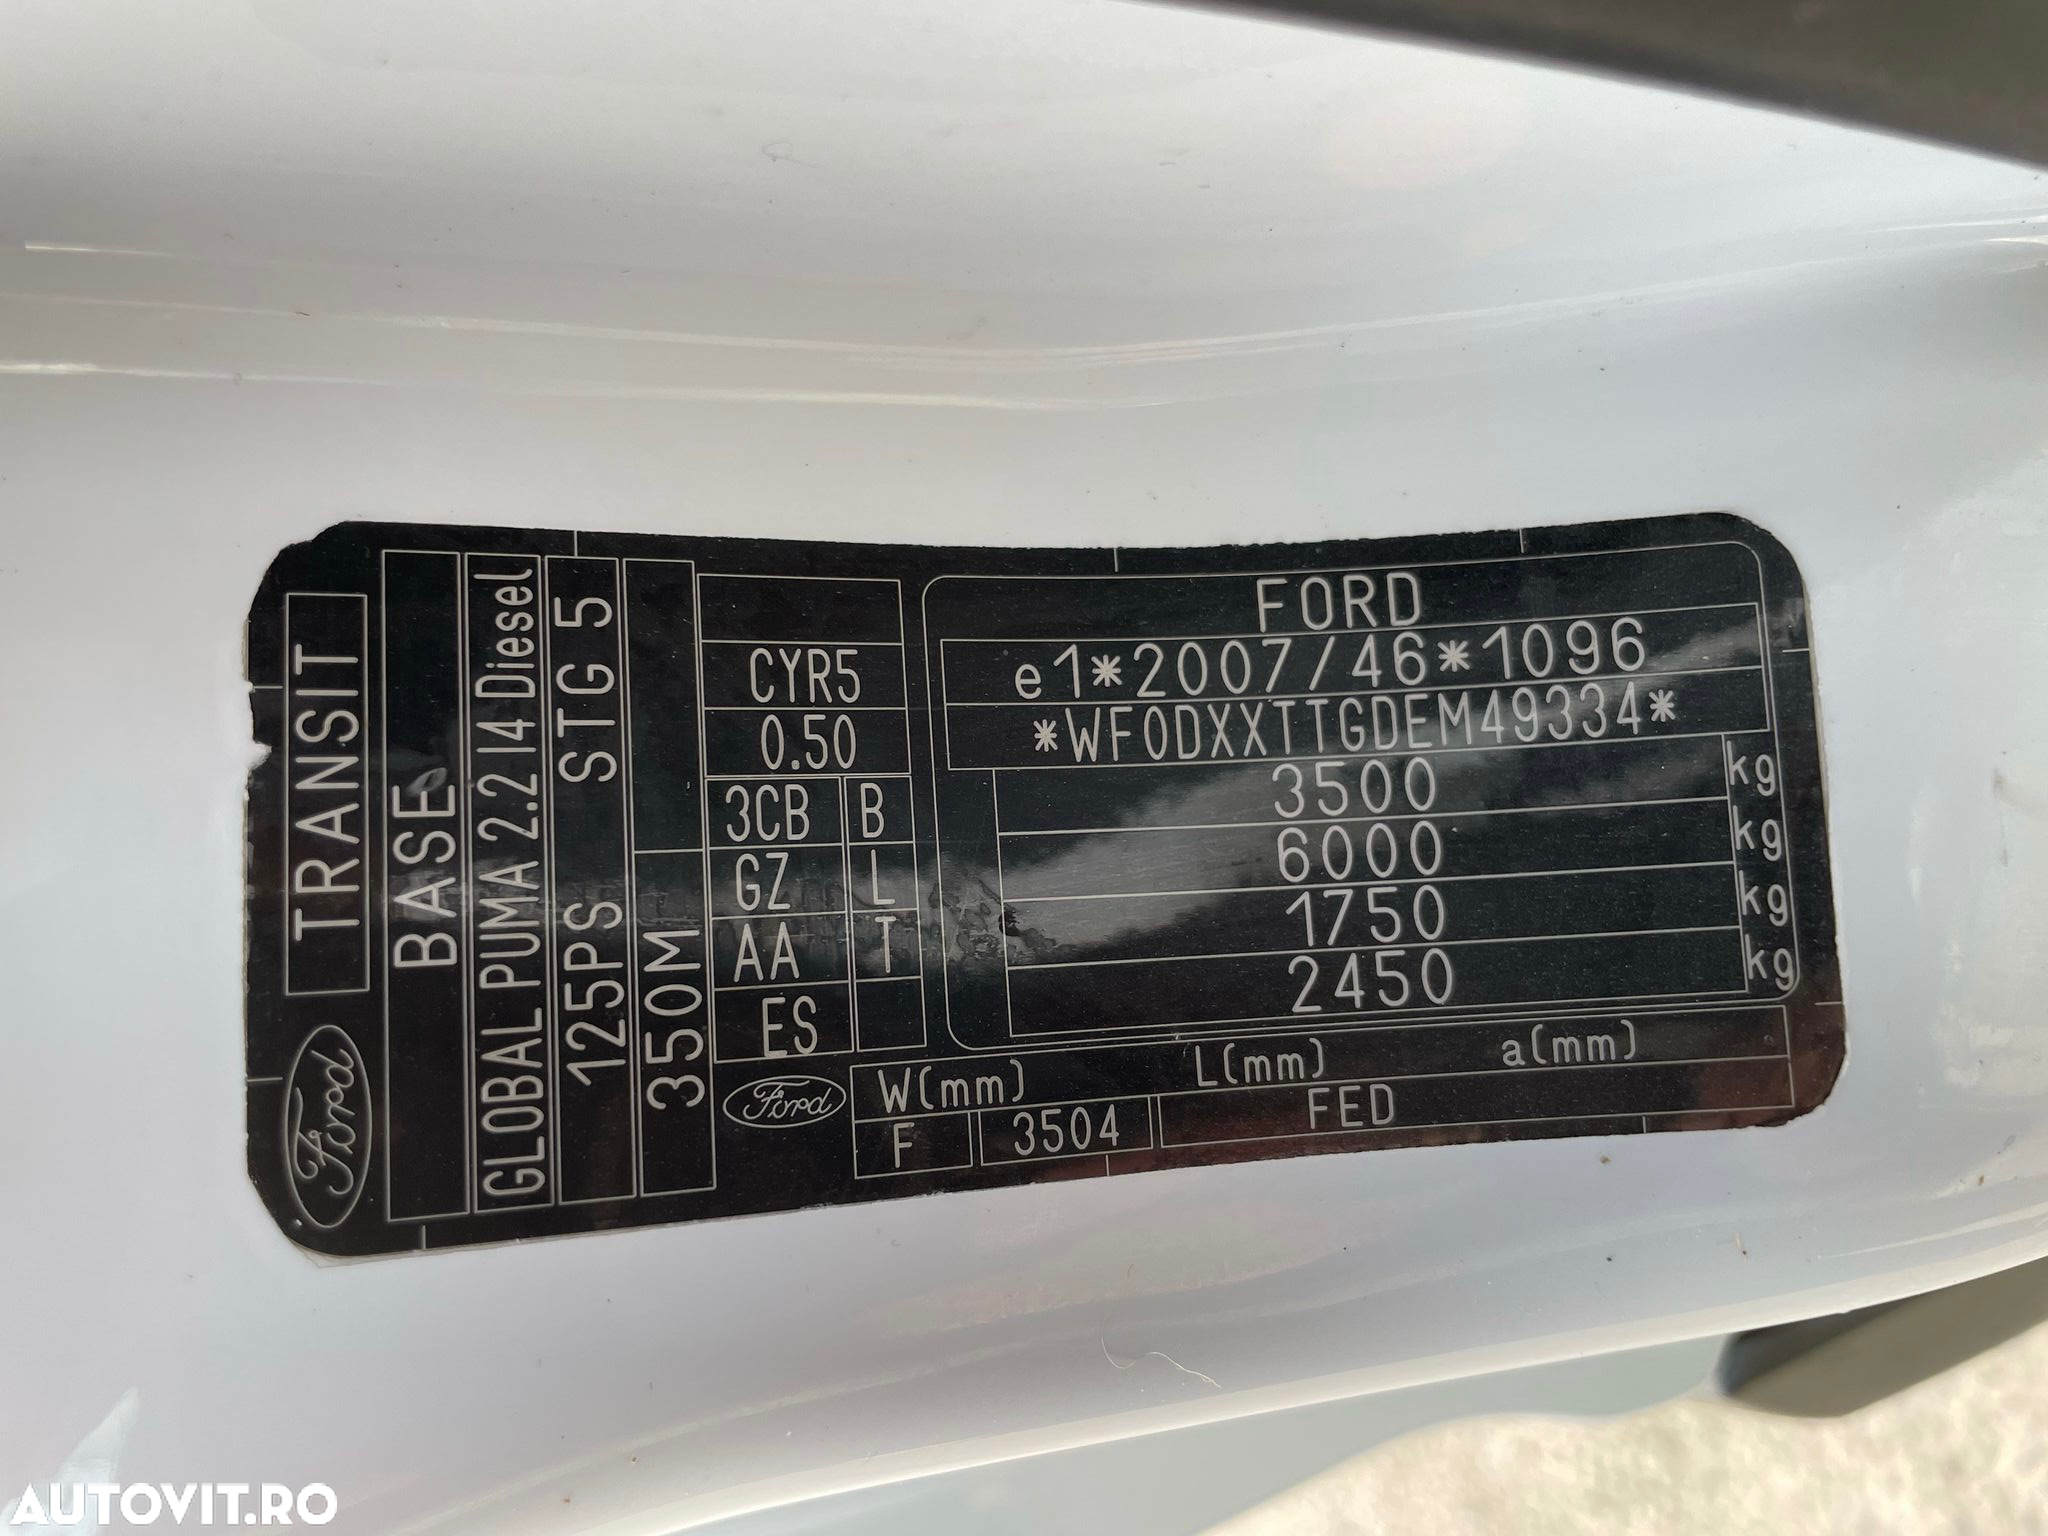 Ford
TRANSIT
BASE
GLOBAL PUMA 2.2 I4 Diesel
125PS STG 5
350M
CYR5
0.50
3CB B
GZ L
AA T
ES
Ford
FORD
e1*2007/46*1096
*WF0DXXTTGDEM49334*
3500 kg
6000 kg
1750 kg
2450 kg
W(mm) L(mm) a(mm)
F 3504 FED
AUTOVIT.RO